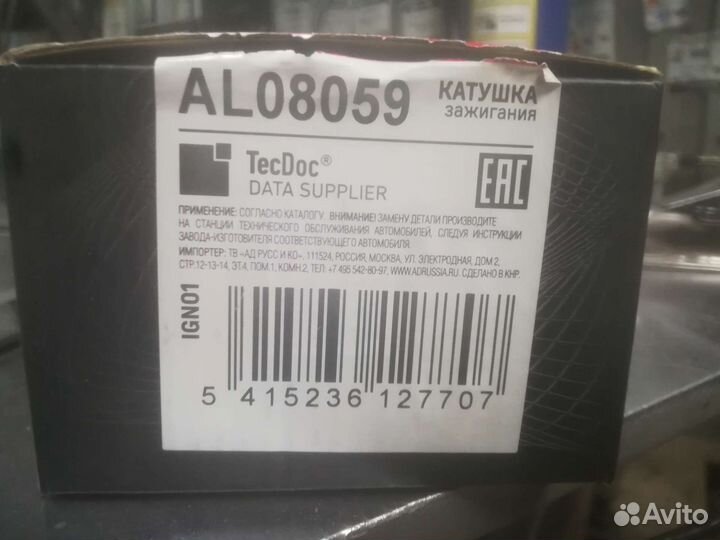 AL08059
КАТУШКА
зажигания
TecDoc®
DATA SUPPLIER
EAC
ПРИМЕНЕНИЕ: СОГЛАСНО КАТАЛОГУ. ВНИМАНИЕ! ЗАМЕНУ ДЕТАЛИ ПРОИЗВОДИТЕ
НА СТАНЦИИ ТЕХНИЧЕСКОГО ОБСЛУЖИВАНИЯ АВТОМОБИЛЕЙ, СЛЕДУЯ ИНСТРУКЦИИ
ЗАВОДА-ИЗГОТОВИТЕЛЯ СООТВЕТСТВУЮЩЕГО АВТОМОБИЛЯ.
ИМПОРТЕР: ТВ «АД РУСС И КО», 111524, РОССИЯ, МОСКВА, УЛ. ЭЛЕКТРОДНАЯ, ДОМ 2,
СТР.12-13-14, ЭТ.4, ПОМ.1, КОМН.2, ТЕЛ: +7 495 542-80-97. WWW.ADRUSSIA.RU. СДЕЛАНО В КНР.
IGN01
5 415236 127707
Avito